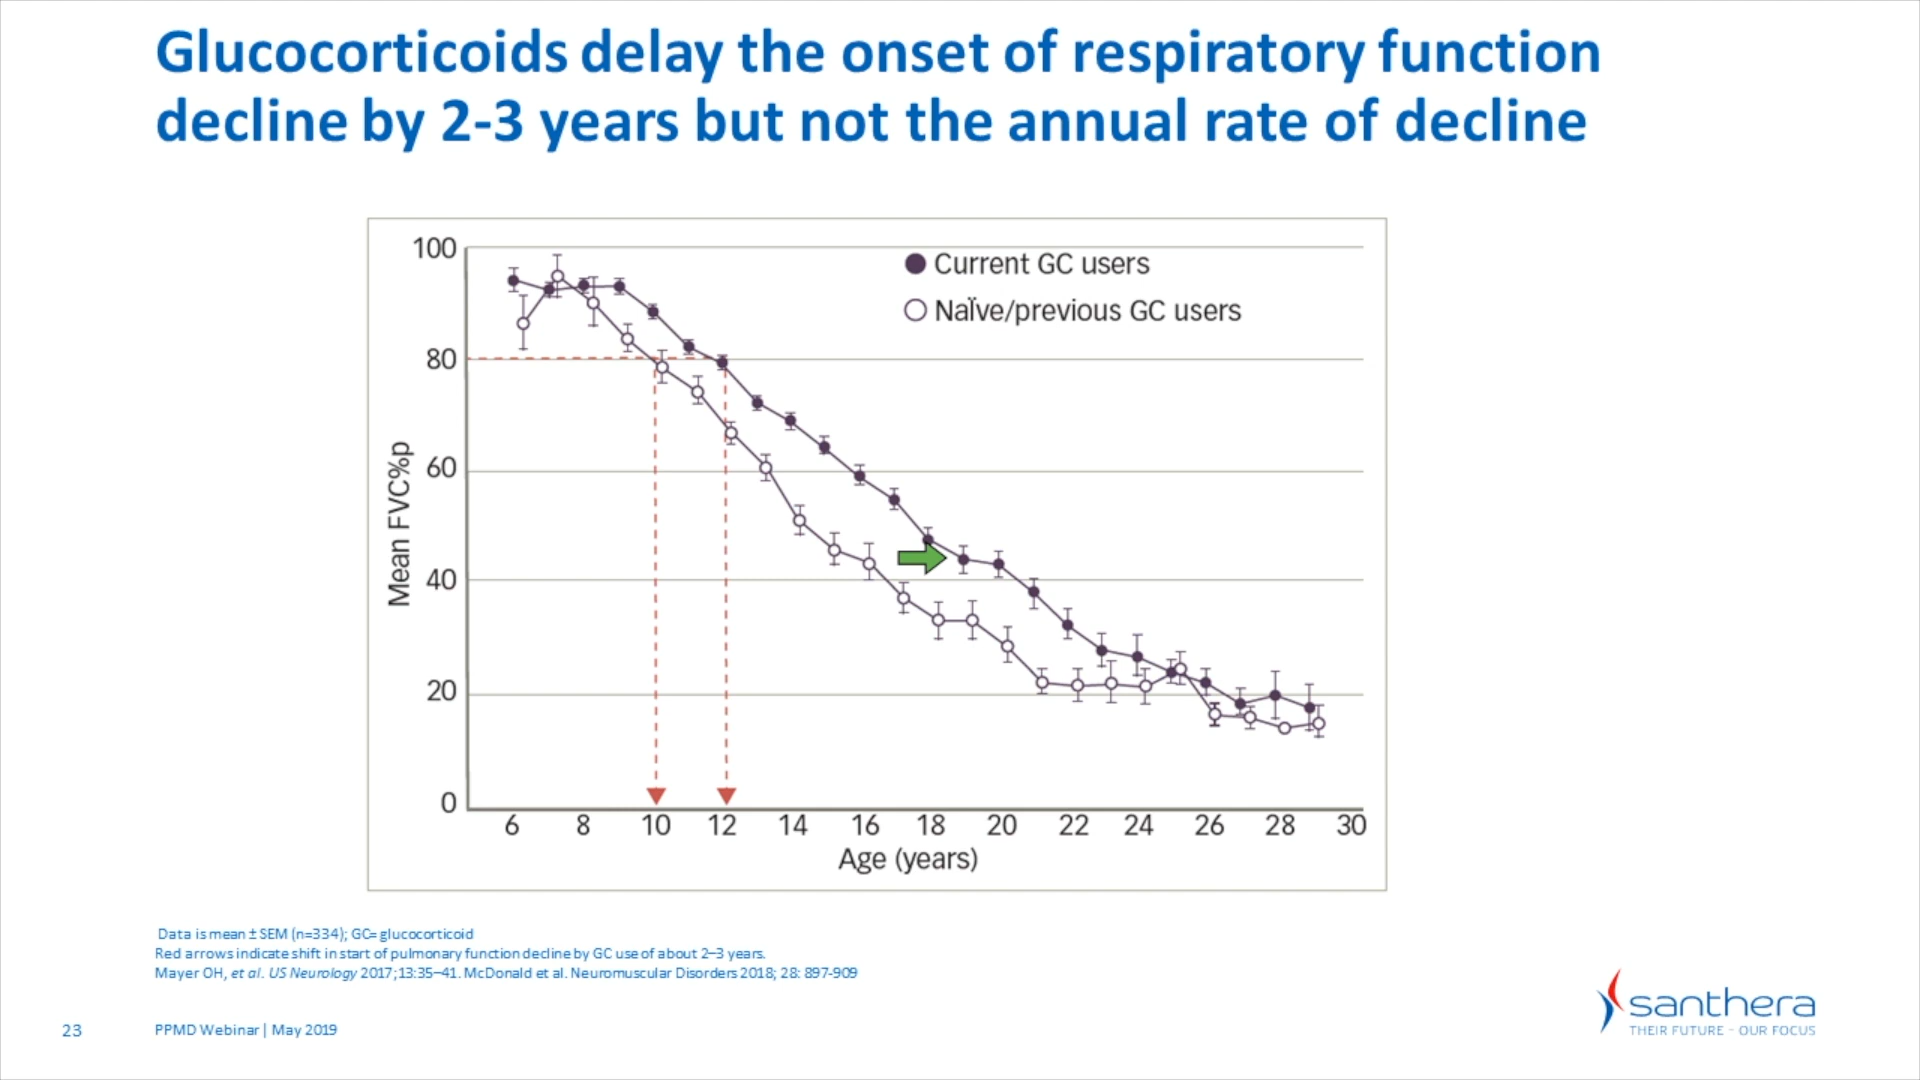 Glucocorticoids delay the onset of respiratory function
decline by 2-3 years but not the annual rate of decline
100
80
60
40
20
0
Mean FVC%p
Current GC users
Naïve/previous GC users
6 8 10 12 14 16 18 20 22 24 26 28 30
Age (years)
Data is mean ± SEM (n=334); GC= glucocorticoid
Red arrows indicate shift in start of pulmonary function decline by GC use of about 2–3 years.
Mayer OH, et al. US Neurology 2017;13:35–41. McDonald et al. Neuromuscular Disorders 2018; 28: 897-909
23
PPMD Webinar | May 2019
santhera
THEIR FUTURE - OUR FOCUS